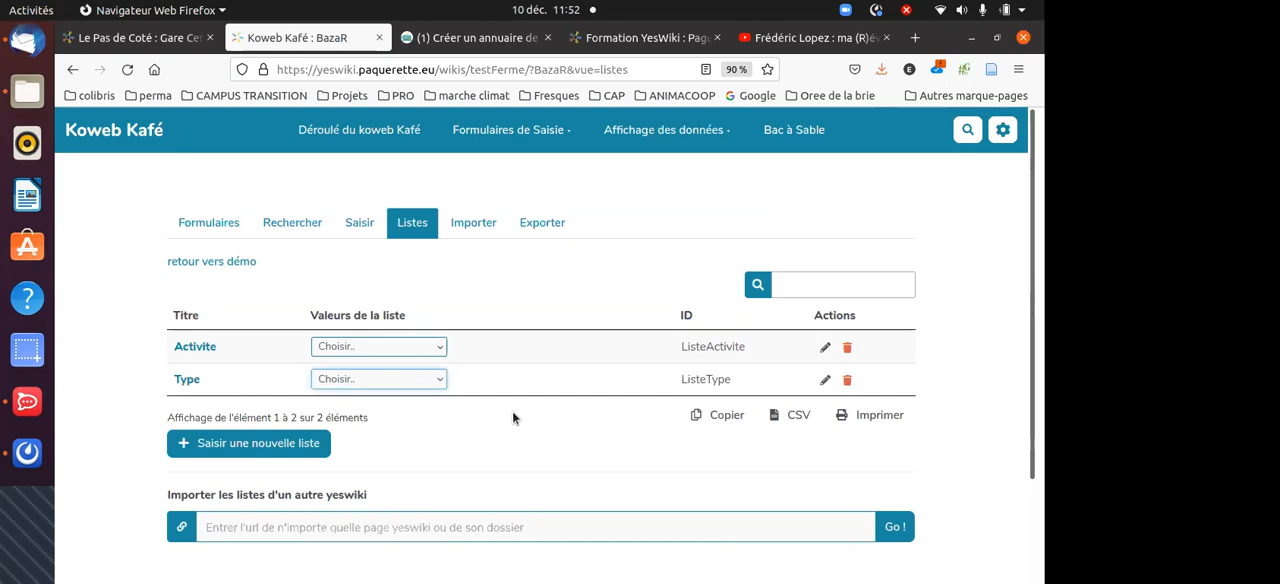 Activités Navigateur Web Firefox 10 déc. 11:52
Le Pas de Coté : Gare Ce Koweb Kafé : BazaR (1) Créer un annuaire de Formation YesWiki : Pag Frédéric Lopez : ma (R)év
https://yeswiki.paquerette.eu/wikis/testFerme/?BazaR&vue=listes 90 %
colibris perma CAMPUS TRANSITION Projets PRO marche climat Fresques CAP ANIMACOOP Google Oree de la brie Autres marque-pages
Koweb Kafé Déroulé du koweb Kafé Formulaires de Saisie Affichage des données Bac à Sable
Formulaires Rechercher Saisir Listes Importer Exporter
retour vers démo
Titre Valeurs de la liste ID Actions
Activite Choisir.. ListeActivite
Type Choisir.. ListeType
Affichage de l'élément 1 à 2 sur 2 éléments Copier CSV Imprimer
+ Saisir une nouvelle liste
Importer les listes d'un autre yeswiki
Entrer l'url de n'importe quelle page yeswiki ou de son dossier Go !